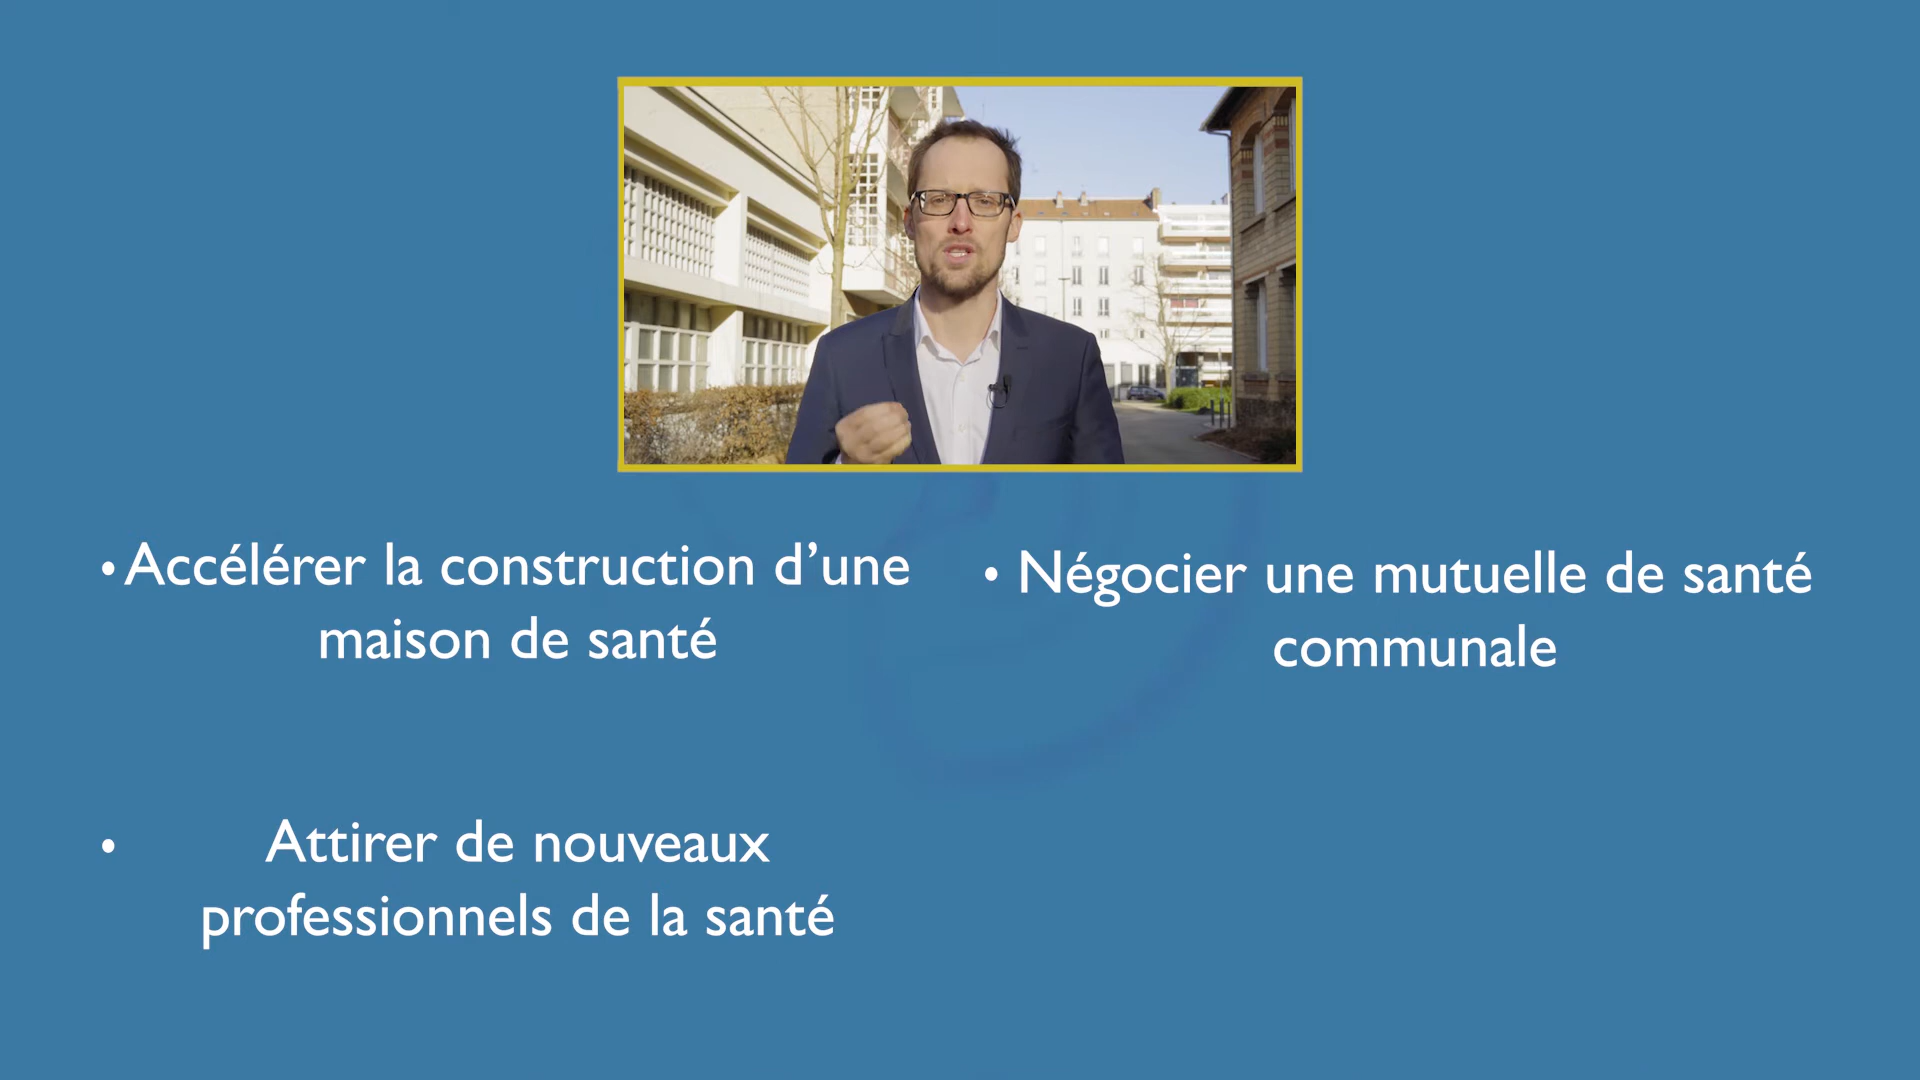 • Accélérer la construction d’une
maison de santé
• Négocier une mutuelle de santé
communale
• Attirer de nouveaux
professionnels de la santé